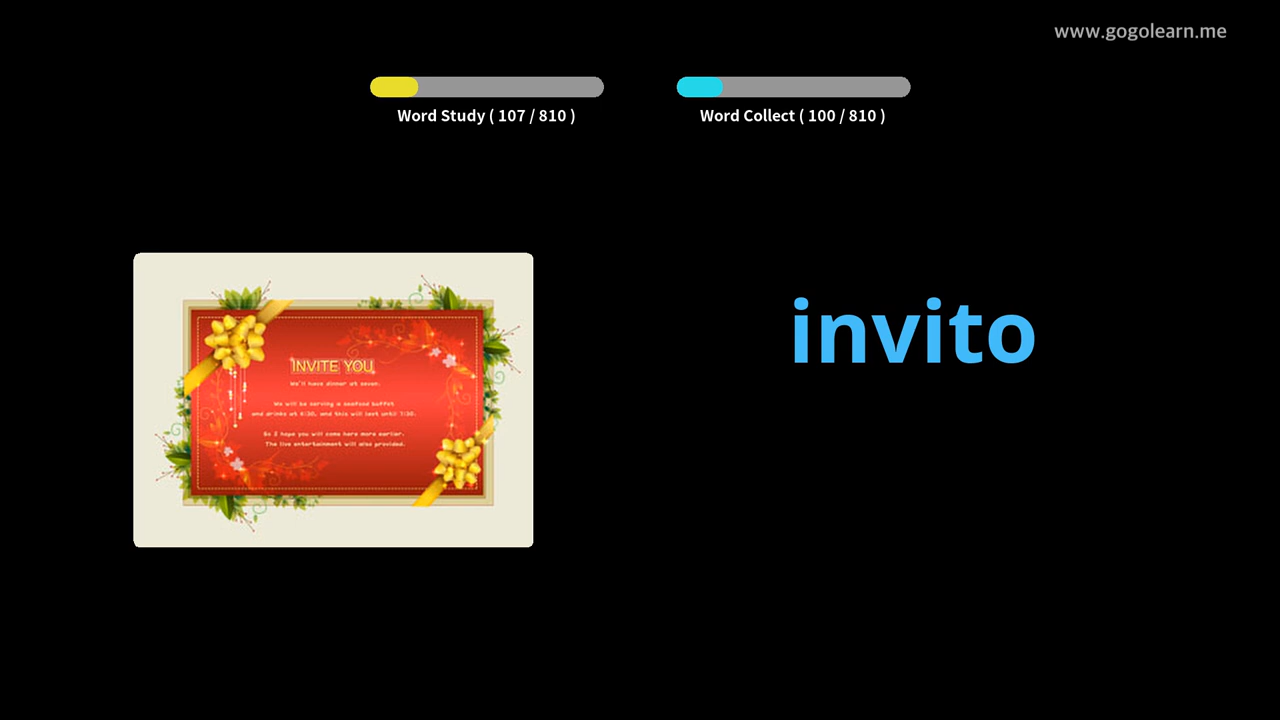 www.gogolearn.me
Word Study ( 107 / 810 )
Word Collect ( 100 / 810 )
invito
INVITE YOU
We'll have dinner at seven.
We will be serving a seafood buffet
and drinks at 6:30, and this will last until 7:30.
So I hope you will come here more earlier.
The live entertainment will also provided.